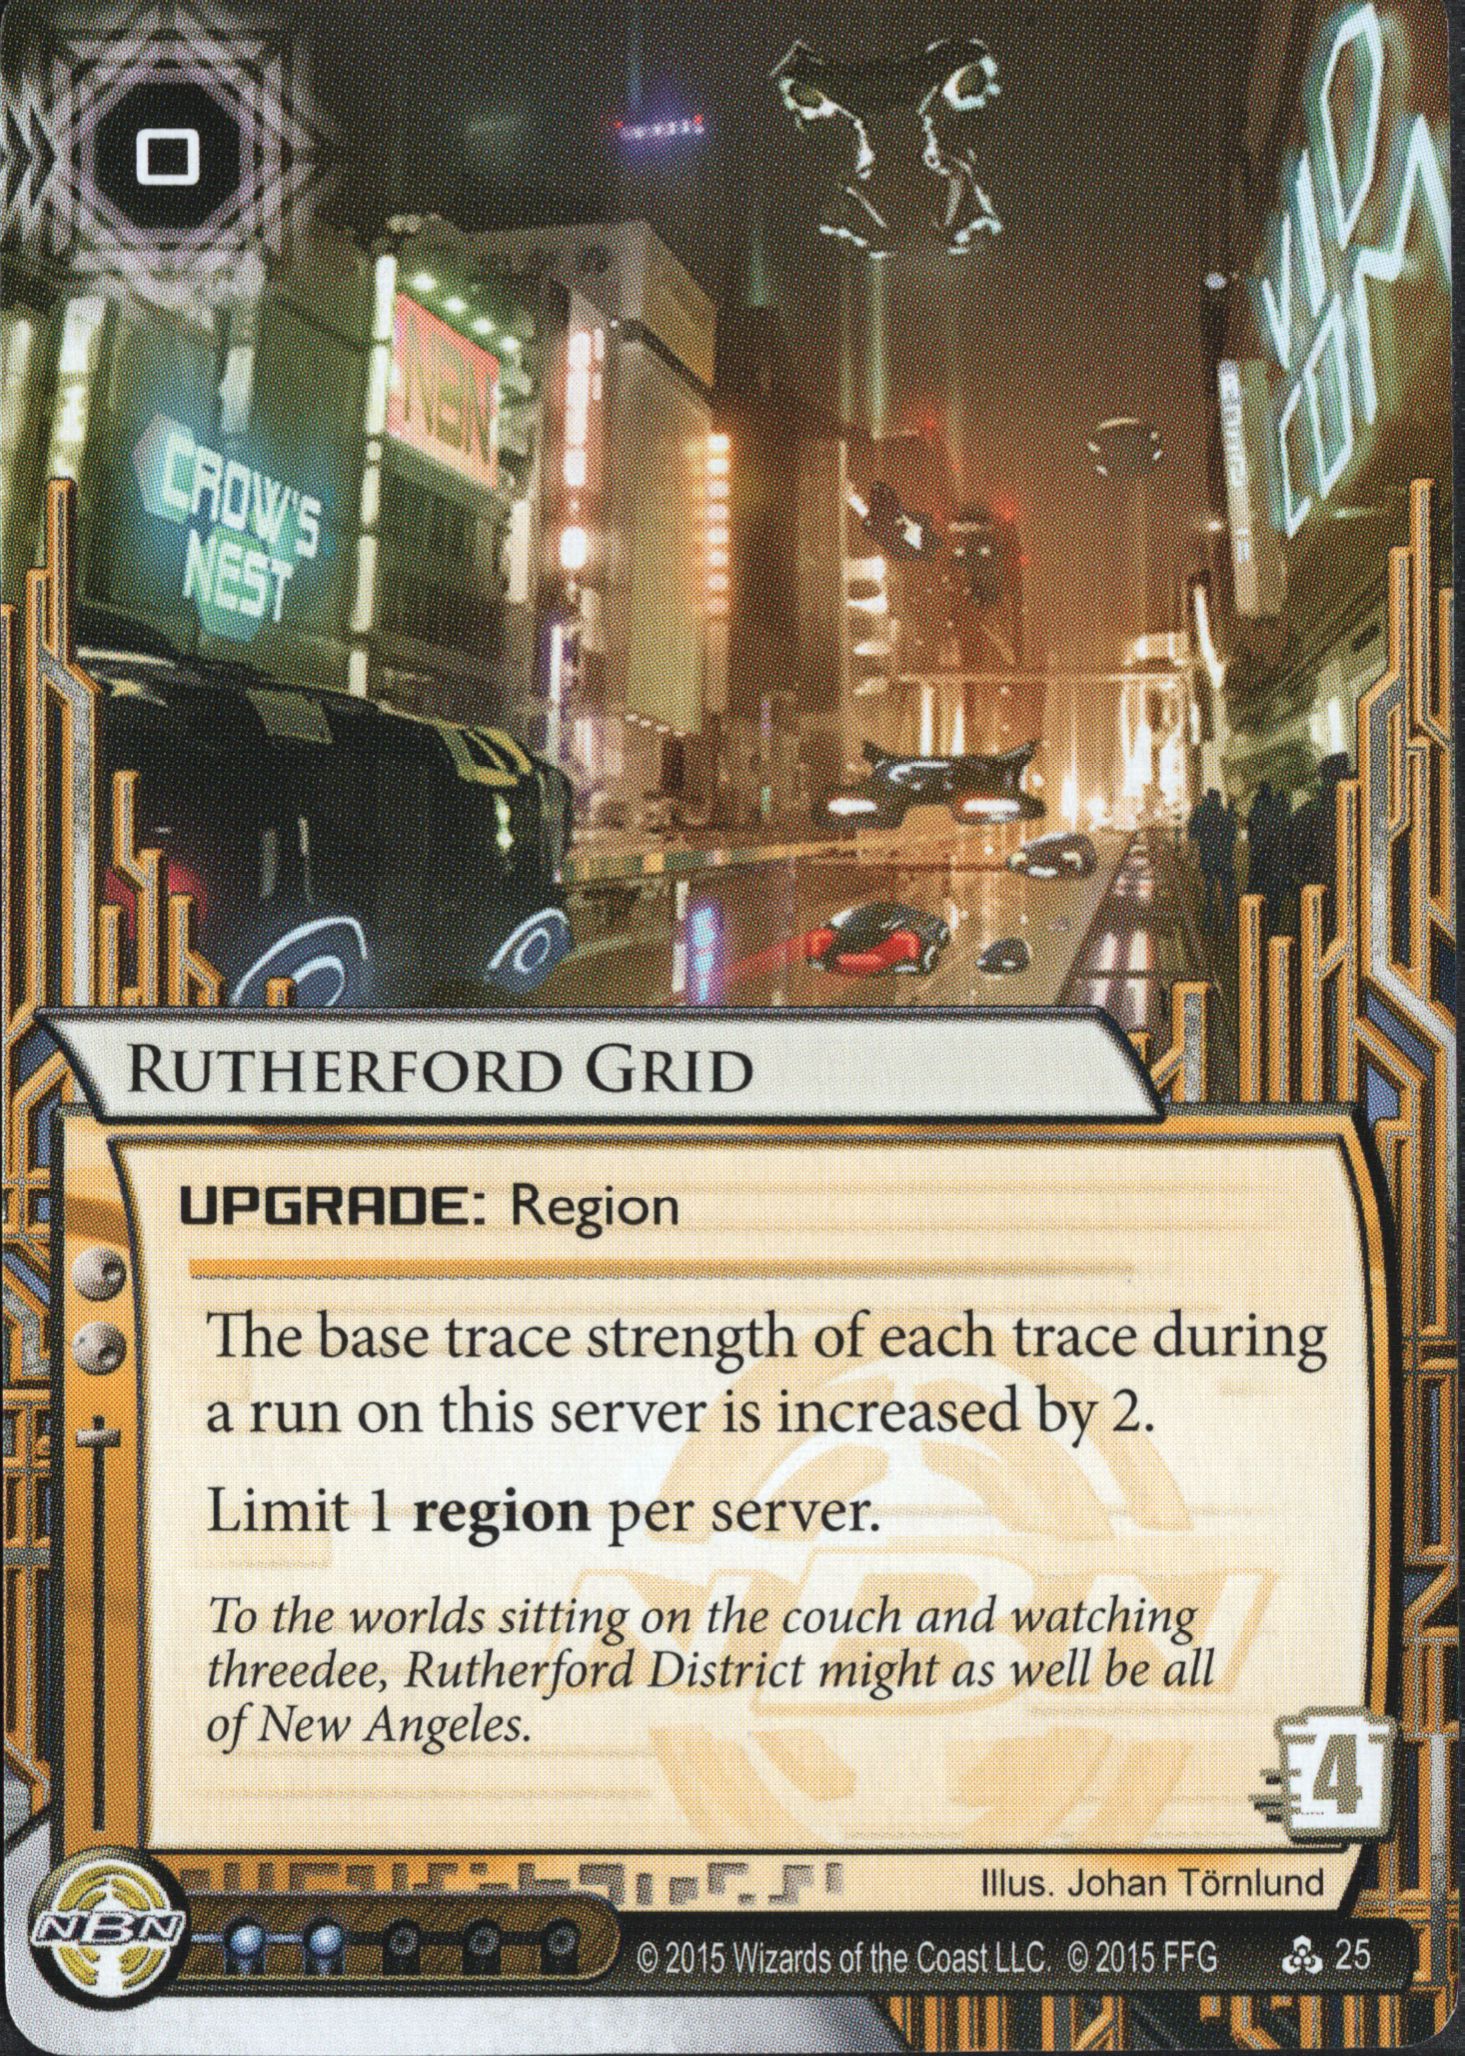 0
NBN
CROW'S
NEST
RUTHERFORD GRID
UPGRADE: Region
The base trace strength of each trace during
a run on this server is increased by 2.
Limit 1 region per server.
To the worlds sitting on the couch and watching
threedee, Rutherford District might as well be all
of New Angeles.
NBN
4
Illus. Johan Törnlund
NBN
© 2015 Wizards of the Coast LLC. © 2015 FFG
25